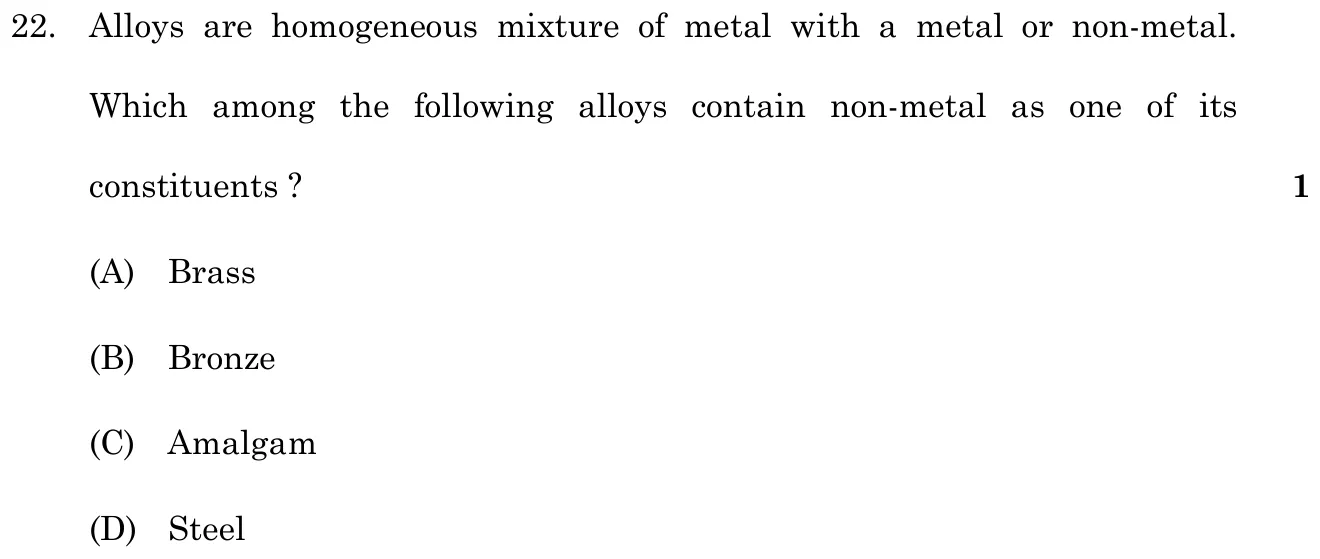 22. Alloys are homogeneous mixture of metal with a metal or non-metal.
Which among the following alloys contain non-metal as one of its
constituents ? 1
(A) Brass
(B) Bronze
(C) Amalgam
(D) Steel